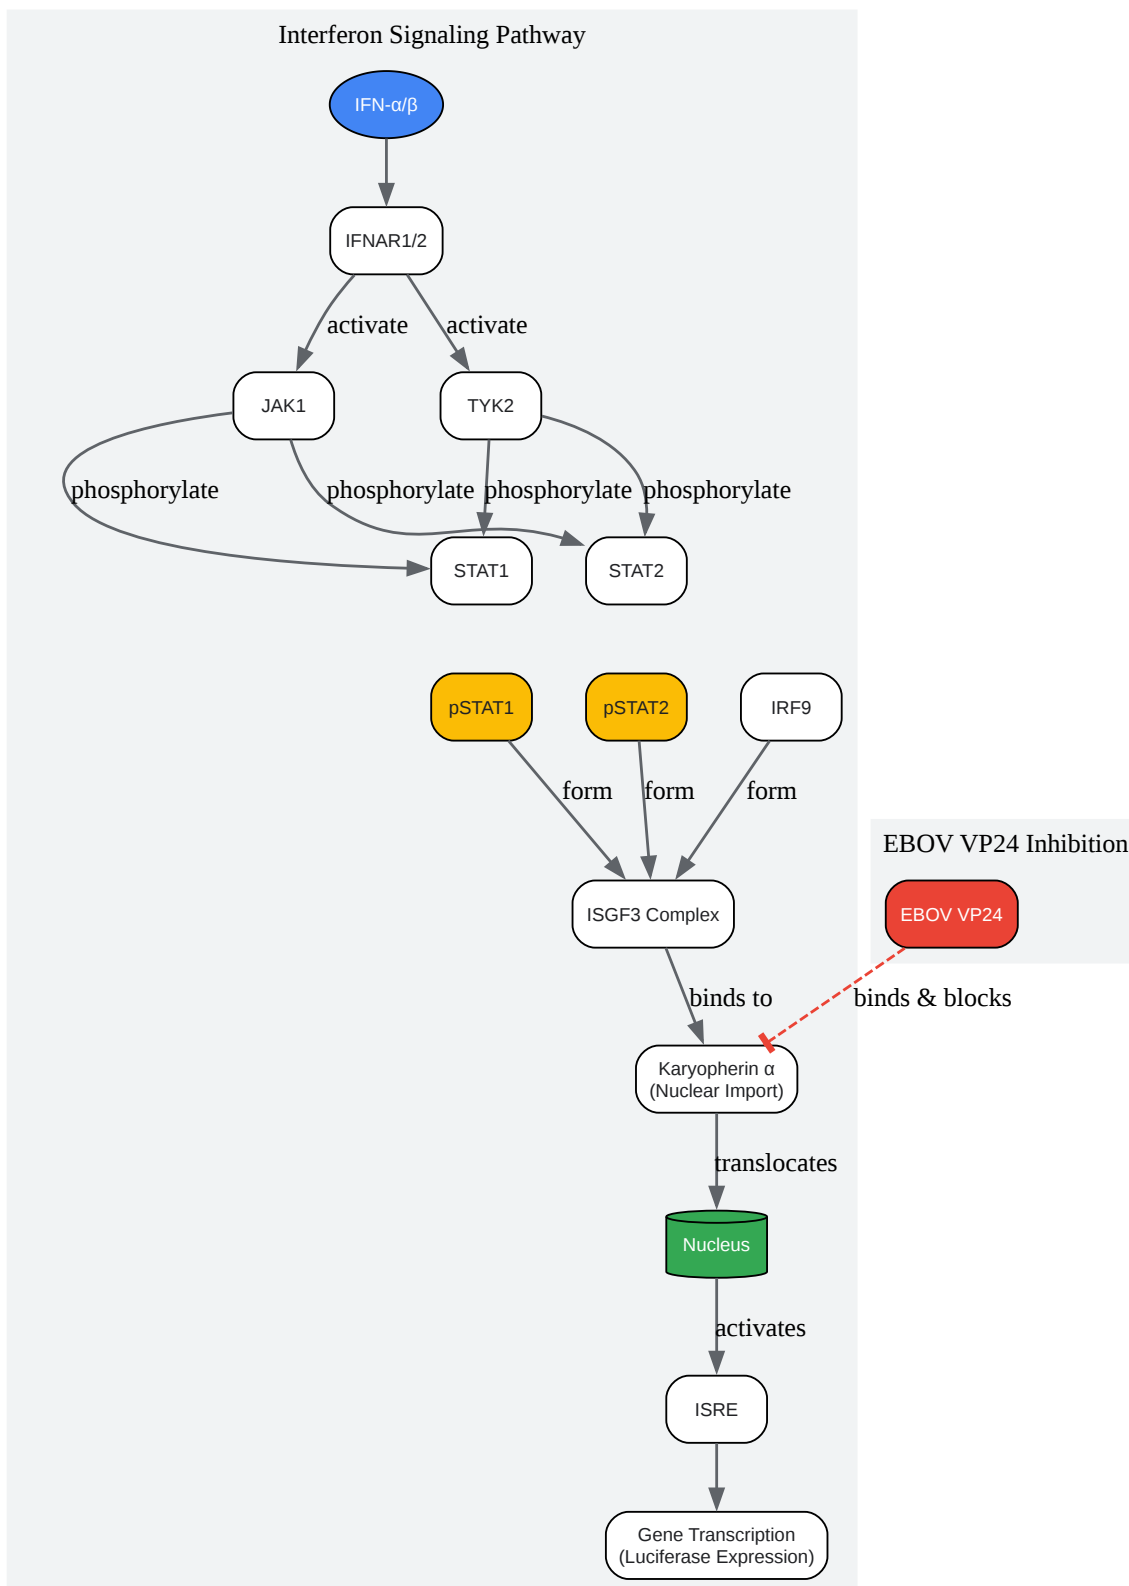 Interferon Signaling Pathway
IFN-α/β
IFNAR1/2
activate
activate
JAK1
TYK2
phosphorylate
phosphorylate
phosphorylate
phosphorylate
STAT1
STAT2
pSTAT1
pSTAT2
IRF9
form
form
form
EBOV VP24 Inhibition
ISGF3 Complex
EBOV VP24
binds to
binds & blocks
Karyopherin α
(Nuclear Import)
translocates
Nucleus
activates
ISRE
Gene Transcription
(Luciferase Expression)